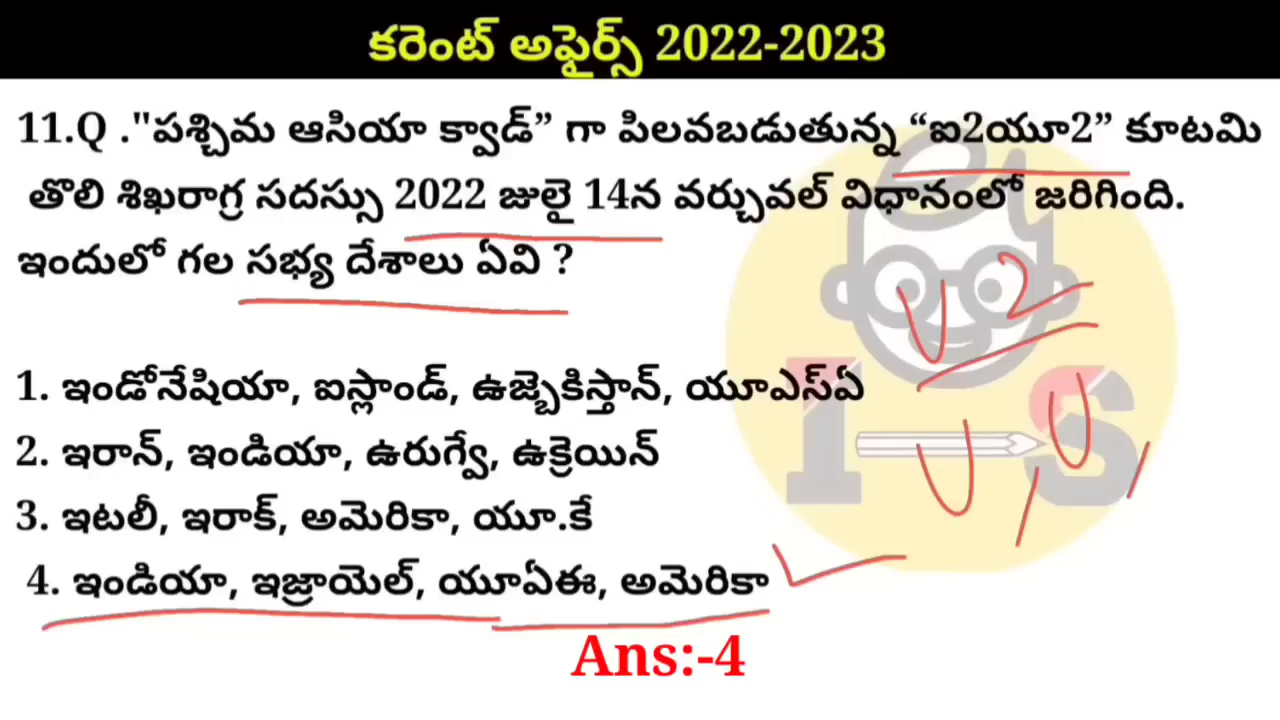 కరెంట్ అఫైర్స్ 2022-2023
11.Q ."పశ్చిమ ఆసియా క్వాడ్” గా పిలవబడుతున్న “ఐ2యూ2” కూటమి
తొలి శిఖరాగ్ర సదస్సు 2022 జులై 14న వర్చువల్ విధానంలో జరిగింది.
ఇందులో గల సభ్య దేశాలు ఏవి ?
U 2
1. ఇండోనేషియా, ఐస్లాండ్, ఉజ్బెకిస్తాన్, యూఎస్ఏ
2. ఇరాన్, ఇండియా, ఉరుగ్వే, ఉక్రెయిన్
3. ఇటలీ, ఇరాక్, అమెరికా, యూ.కే
4. ఇండియా, ఇజ్రాయెల్, యూఏఈ, అమెరికా
I S
U, U,
Ans:-4